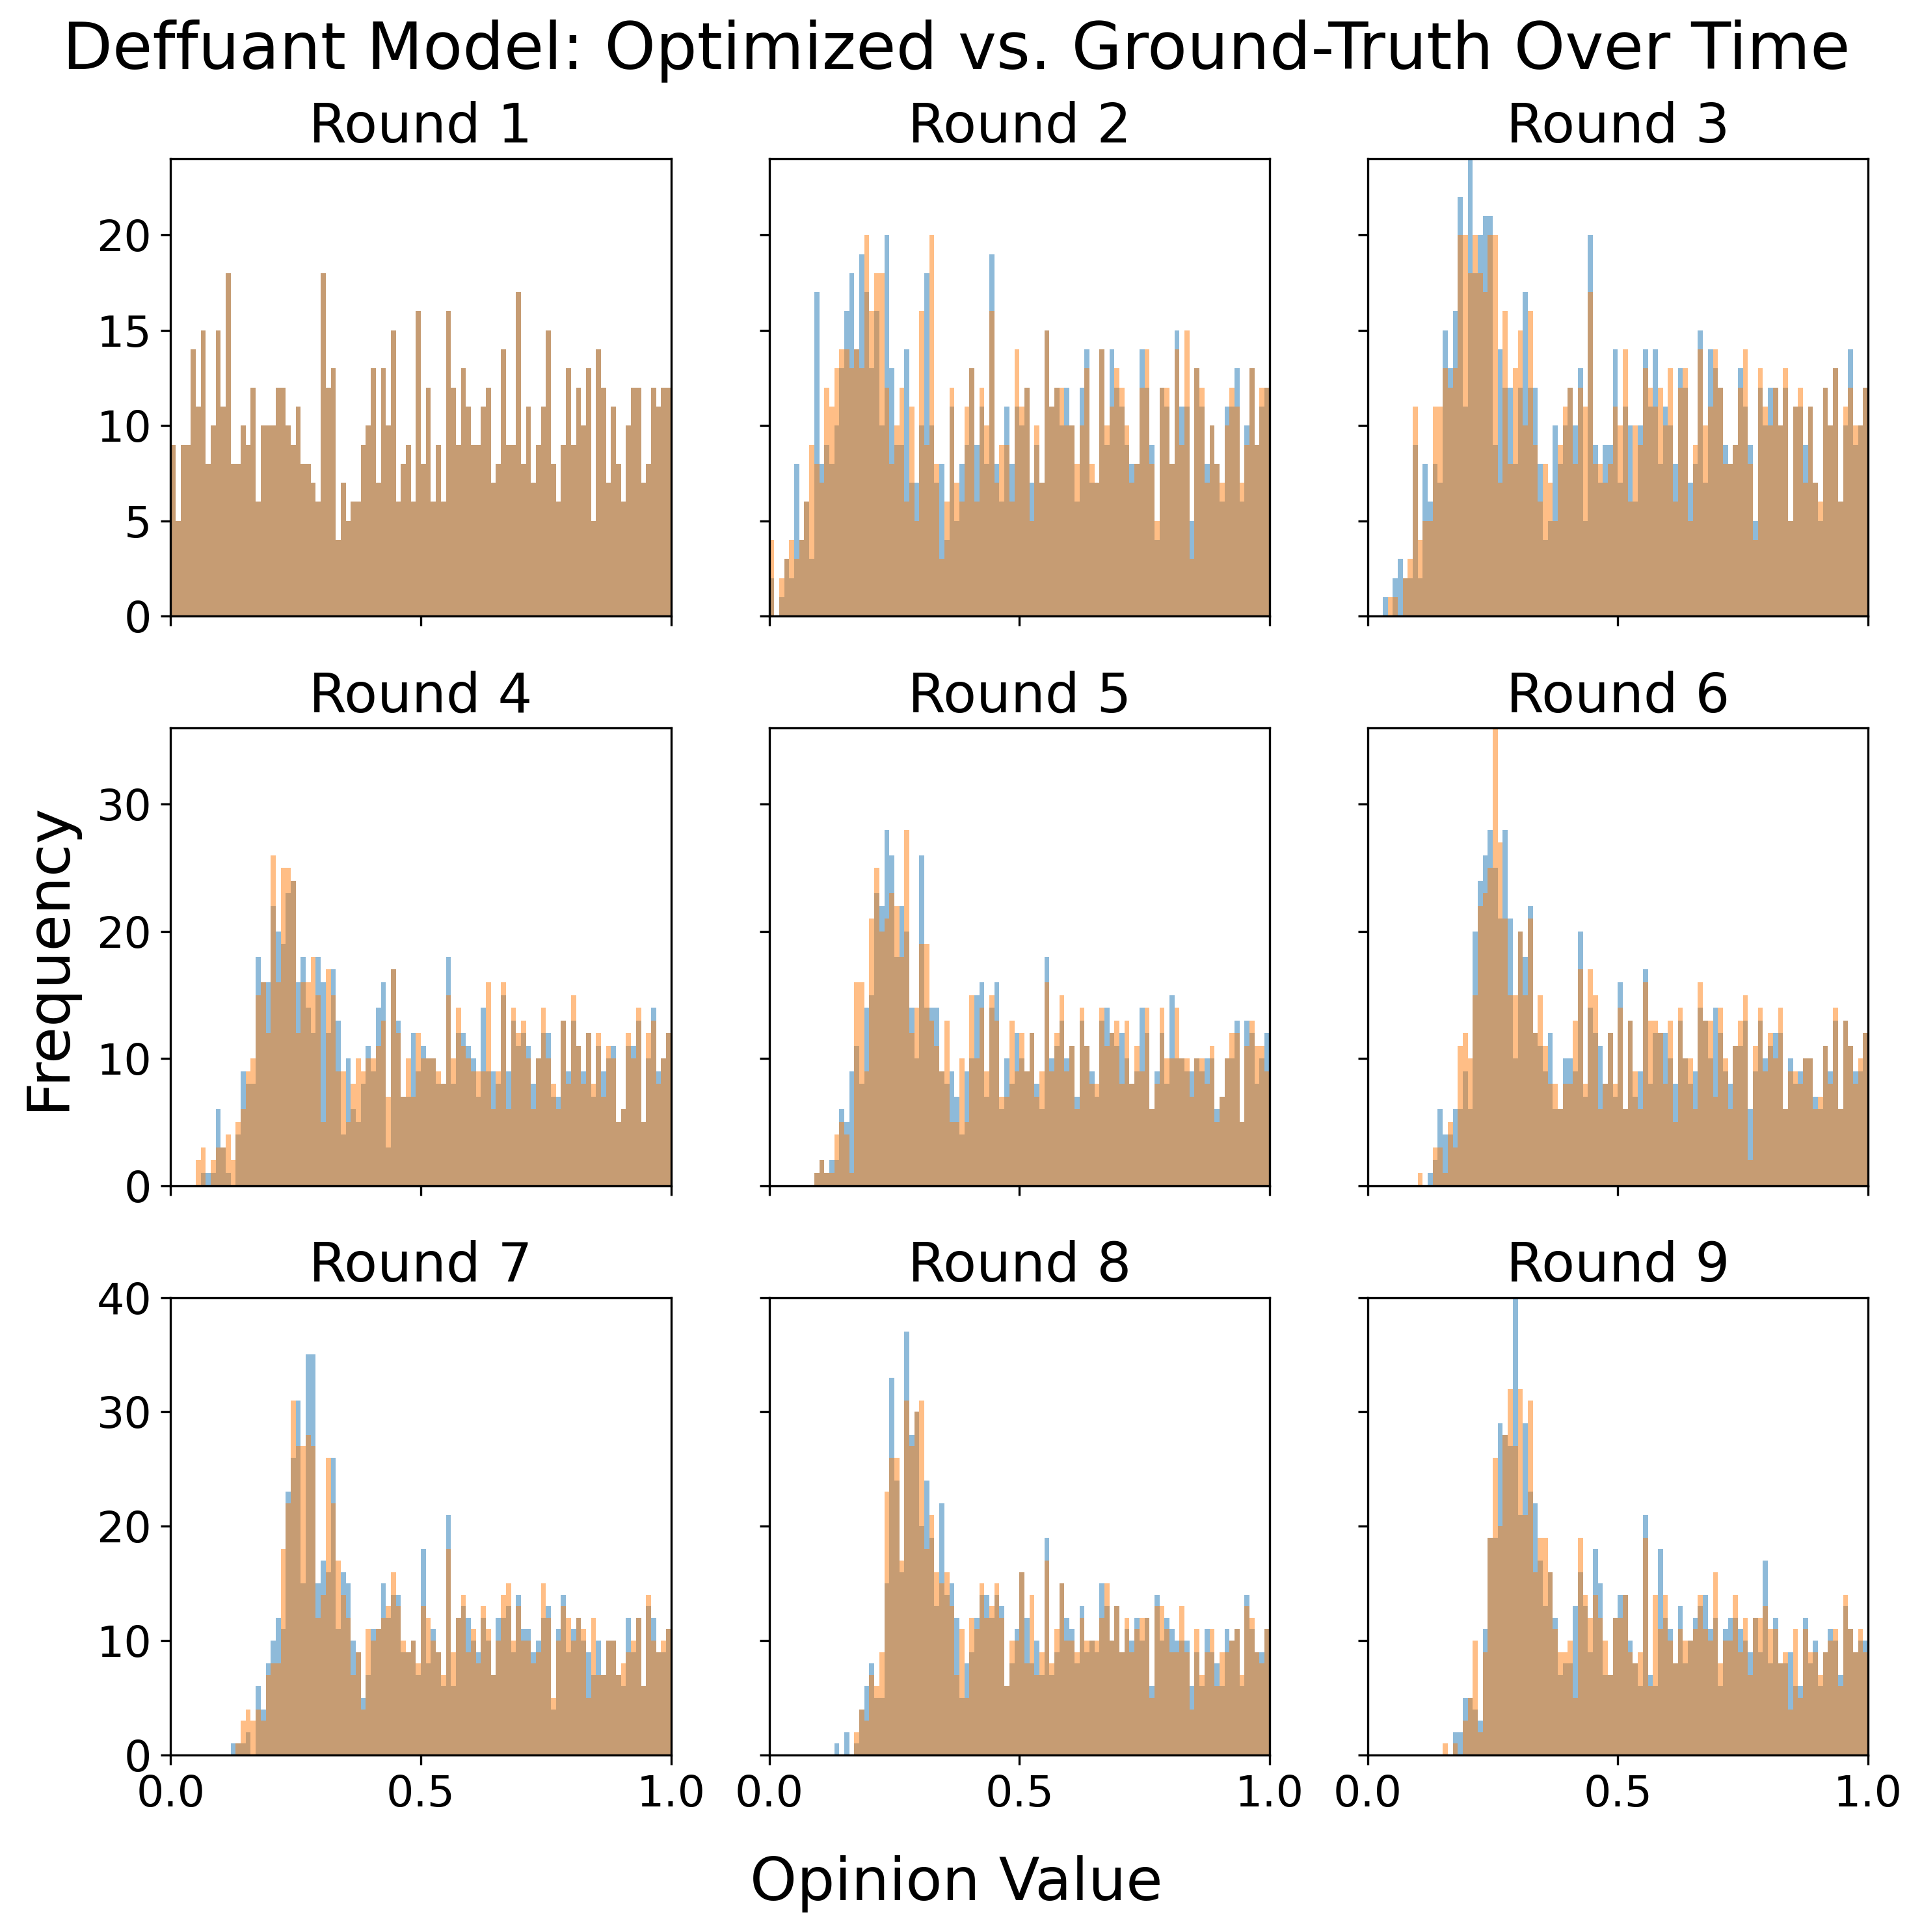 Deffuant Model: Optimized vs. Ground-Truth Over Time
Round 1
Round 2
Round 3
20
15
10
5
0
Round 4
Round 5
Round 6
30
20
10
0
Frequency
Round 7
Round 8
Round 9
40
30
20
10
0
0.0 0.5 1.0 0.0 0.5 1.0 0.0 0.5 1.0
Opinion Value